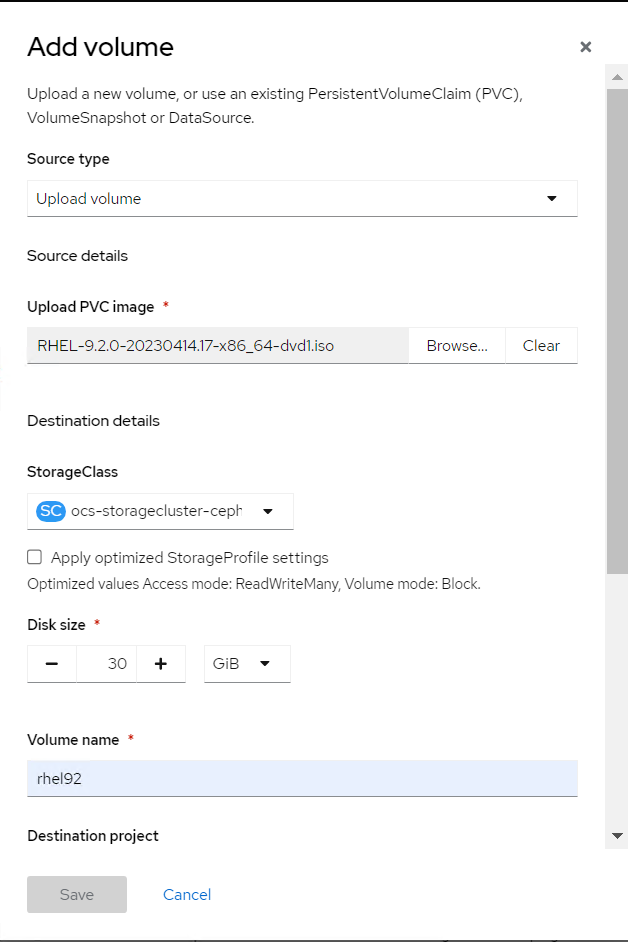 Add volume
Upload a new volume, or use an existing PersistentVolumeClaim (PVC),
VolumeSnapshot or DataSource.
Source type
Upload volume
Source details
Upload PVC image *
RHEL-9.2.0-20230414.17-x86_64-dvd1.iso Browse... Clear
Destination details
StorageClass
SC ocs-storagecluster-ceph
Apply optimized StorageProfile settings
Optimized values Access mode: ReadWriteMany, Volume mode: Block.
Disk size *
30 GiB
Volume name *
rhel92
Destination project
Save Cancel